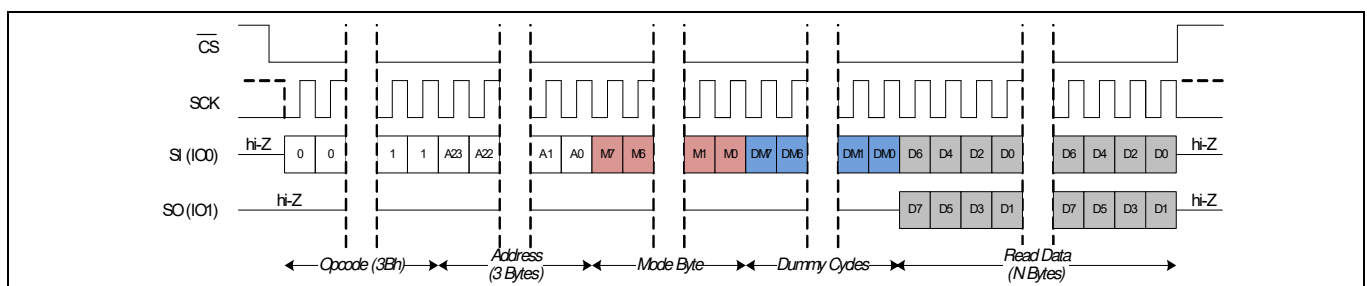 CS
SCK
hi-Z
SI (IO0)
0 0 1 1 A23 A22 A1 A0 M7 M6 M1 M0 DM7 DM6 DM1 DM0 D6 D4 D2 D0 D6 D4 D2 D0
hi-Z
hi-Z
SO (IO1)
D7 D5 D3 D1 D7 D5 D3 D1
hi-Z
Opcode (3Bh)
Address
(3 Bytes)
Mode Byte
Dummy Cycles
Read Data
(N Bytes)